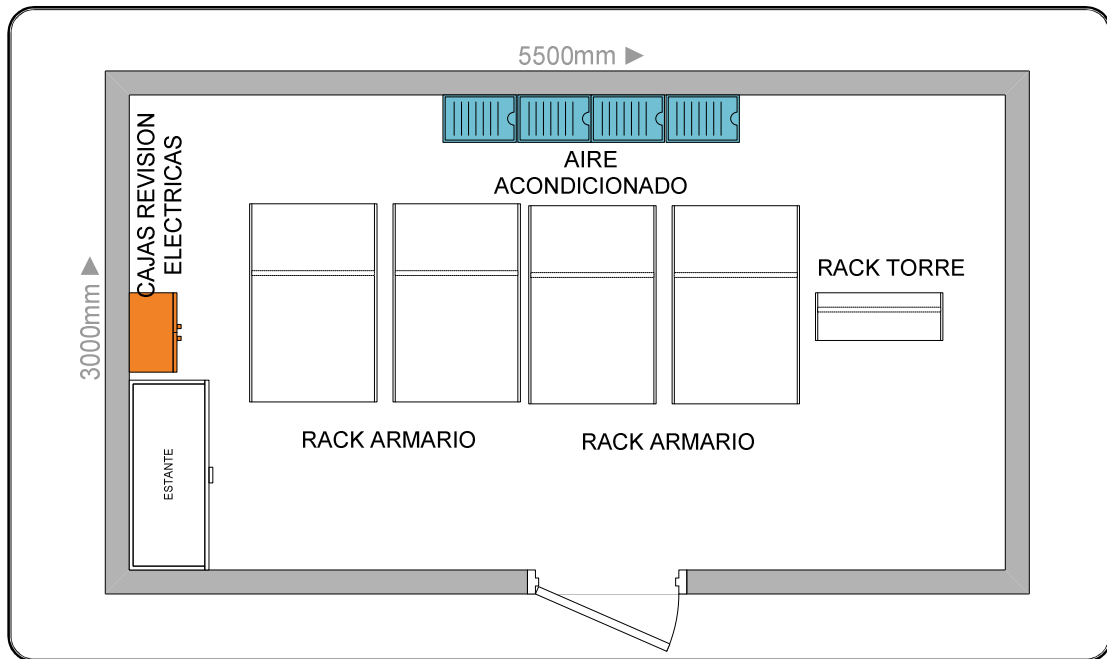 5500mm
AIRE
ACONDICIONADO
CAJAS REVISION
ELECTRICAS
RACK TORRE
3000mm
RACK ARMARIO
RACK ARMARIO
ESTANTE